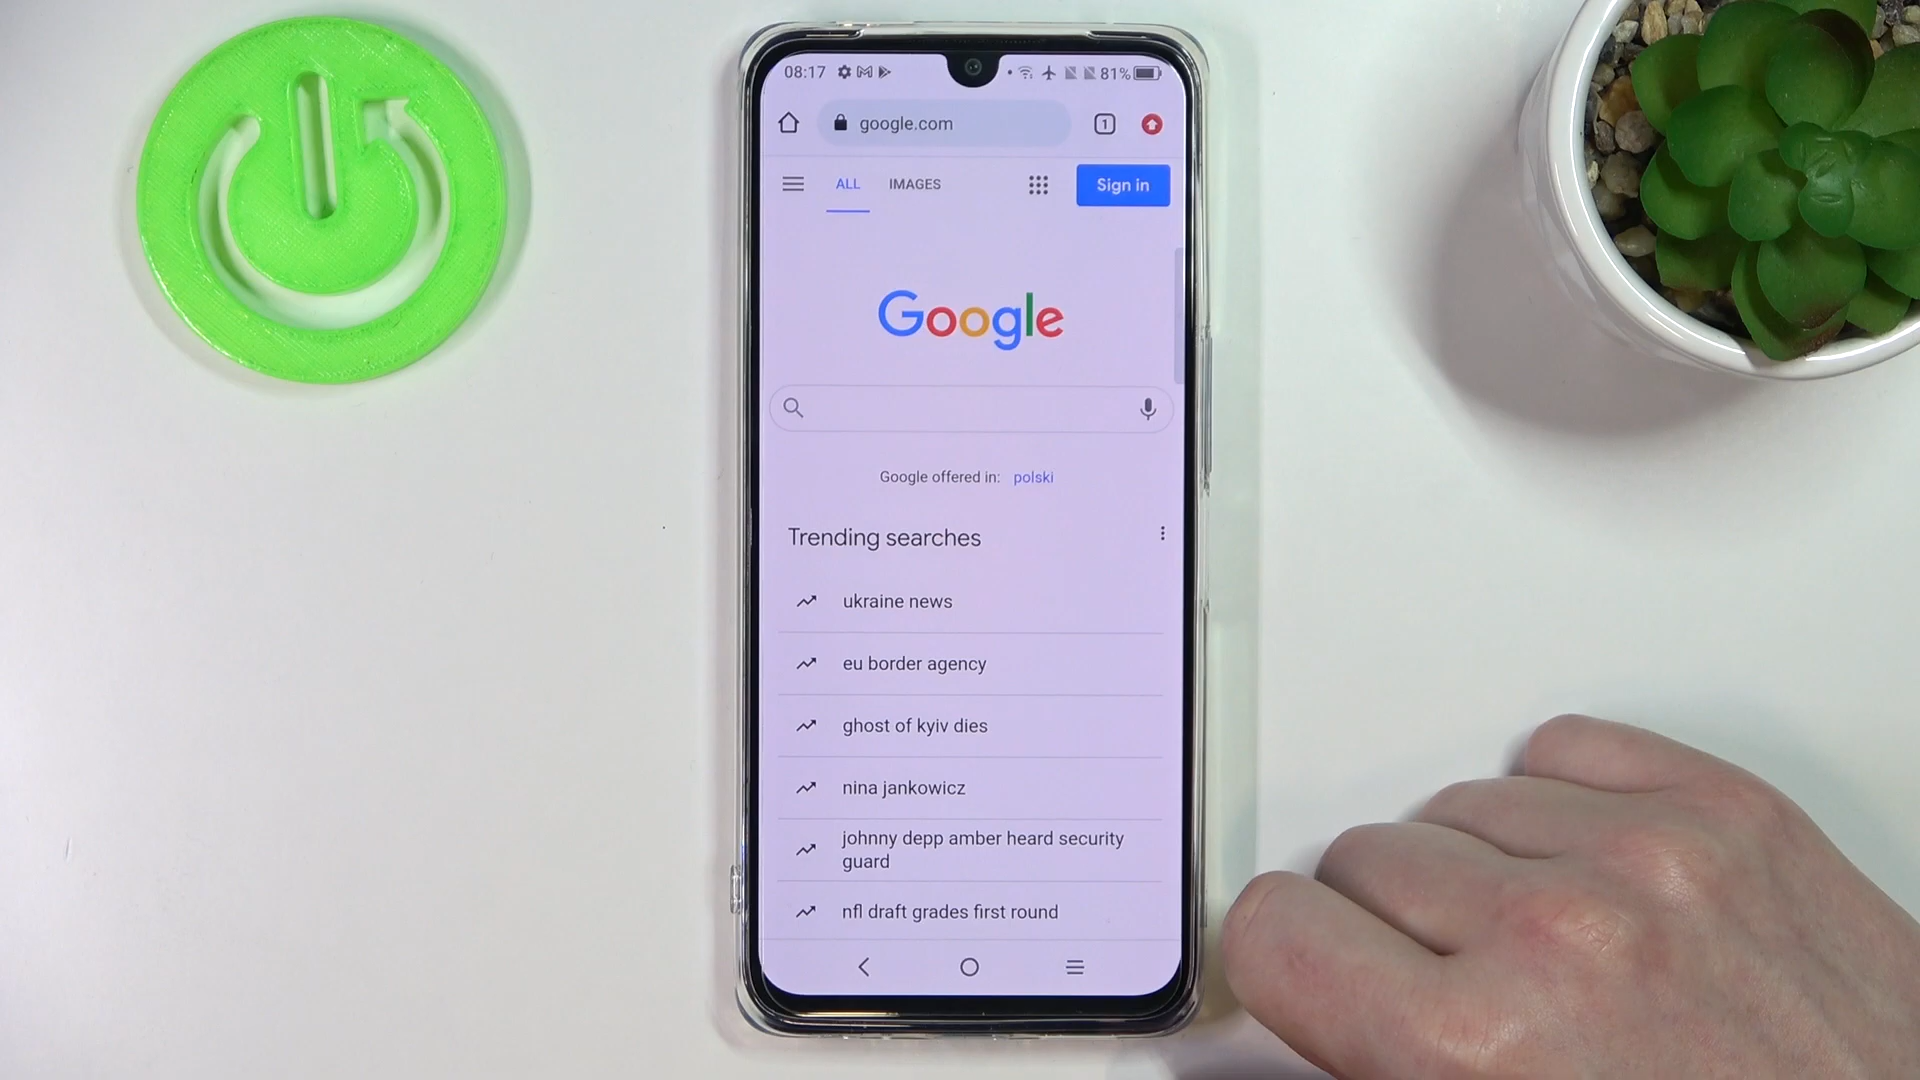 08:17 81%
google.com 1
ALL IMAGES Sign in
Google
Google offered in: polski
Trending searches
ukraine news
eu border agency
ghost of kyiv dies
nina jankowicz
johnny depp amber heard security
guard
nfl draft grades first round